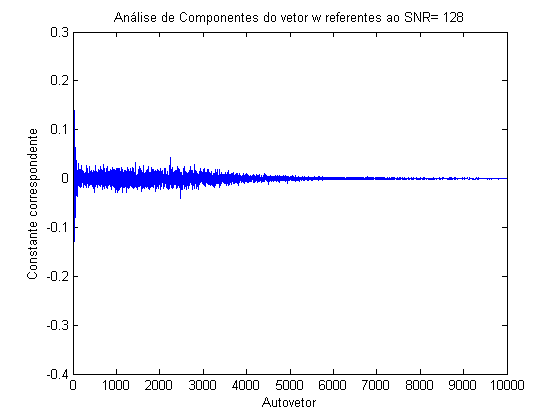 Análise de Componentes do vetor w referentes ao SNR= 128
0.3
0.2
0.1
0
-0.1
-0.2
-0.3
-0.4
Constante correspondente
0 1000 2000 3000 4000 5000 6000 7000 8000 9000 10000
Autovetor